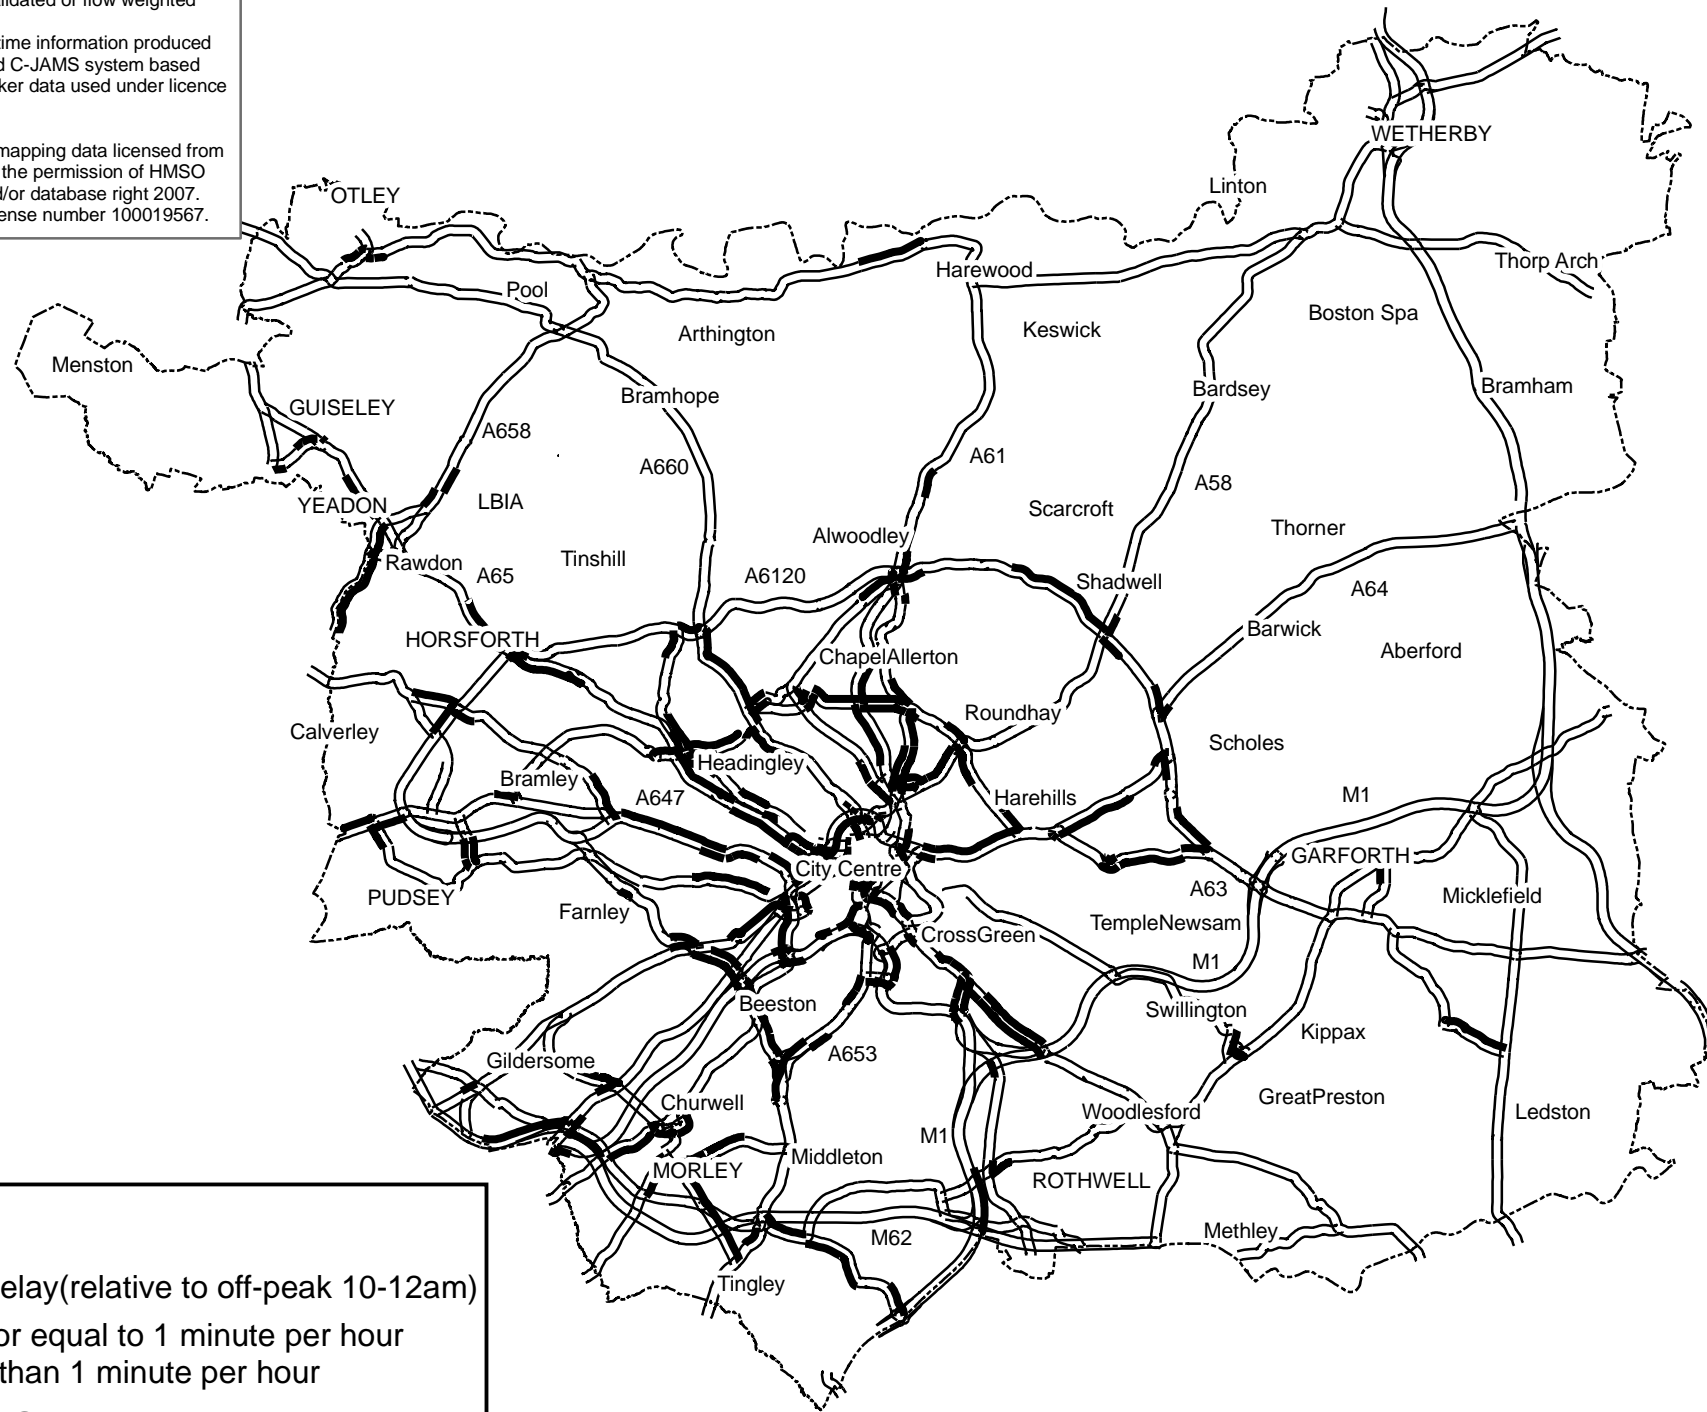 or flow weighted
time information produced
C-JAMS system based
ker data used under licence
mapping data licensed from
the permission of HMSO
d/or database right 2007.
ense number 100019567.
WETHERBY
Linton
OTLEY
Thorp Arch
Harewood
Pool
Boston Spa
Keswick
Arthington
Menston
Bramham
Bardsey
Bramhope
GUISELEY
A658
A61
A660
A58
LBIA
YEADON
Scarcroft
Thorner
Alwoodley
Tinshill
Rawdon
A65
A6120
Shadwell
A64
Barwick
HORSFORTH
Aberford
ChapelAllerton
Roundhay
Calverley
Scholes
Headingley
Bramley
A647
Harehills
M1
GARFORTH
City Centre
A63
Micklefield
PUDSEY
Farnley
TempleNewsam
CrossGreen
M1
Beeston
Swillington
Kippax
A653
Gildersome
GreatPreston
Churwell
Woodlesford
Ledston
M1
Middleton
MORLEY
ROTHWELL
Methley
M62
Tingley
elay(relative to off-peak 10-12am)
or equal to 1 minute per hour
than 1 minute per hour